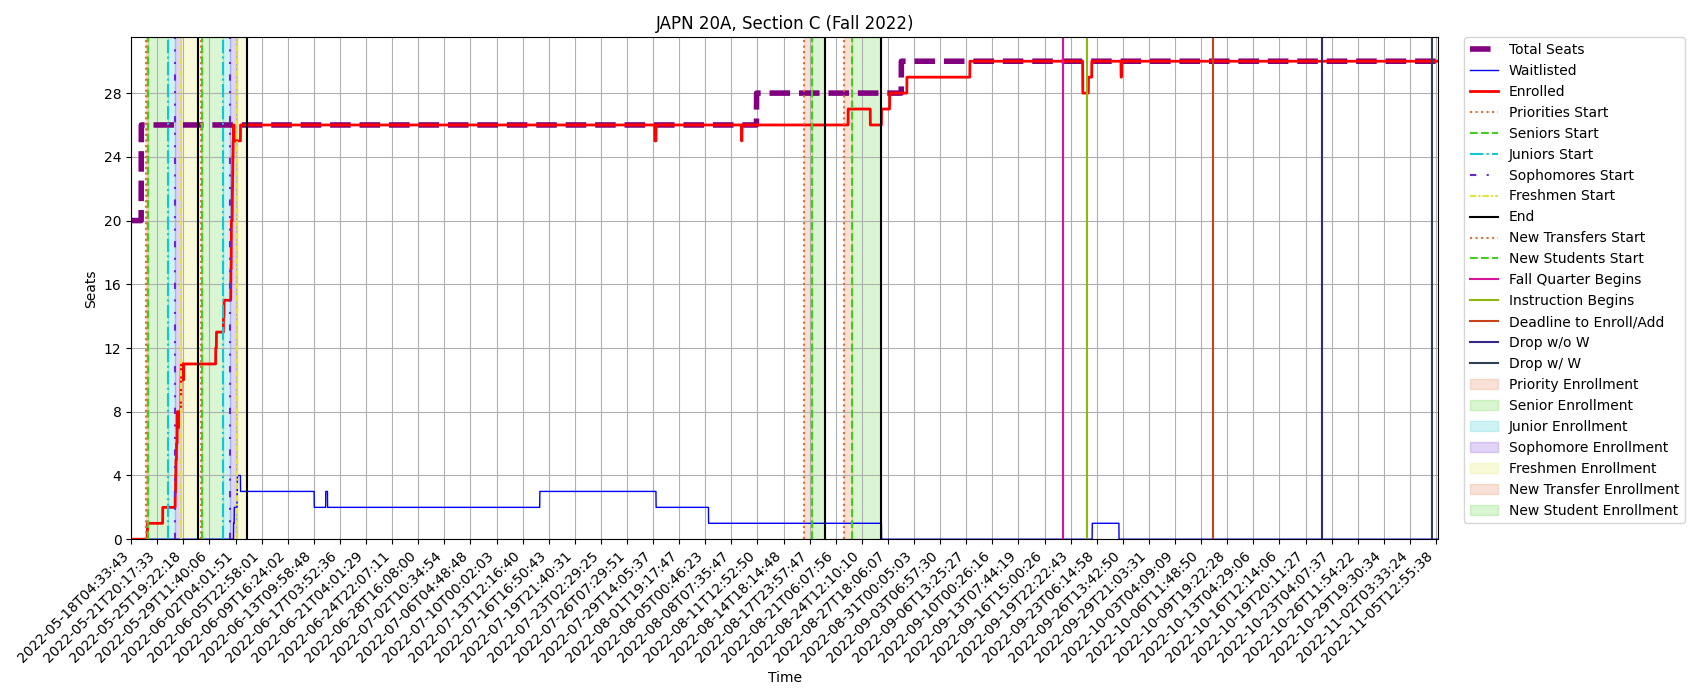 JAPN 20A, Section C (Fall 2022)
Seats
28
24
20
16
12
8
4
0
2022-05-18T04:33:43
2022-05-21T20:17:33
2022-05-25T19:22:18
2022-05-29T11:40:06
2022-06-02T04:01:51
2022-06-05T22:58:01
2022-06-09T16:24:02
2022-06-13T09:58:48
2022-06-17T03:52:36
2022-06-21T04:01:29
2022-06-24T22:07:11
2022-06-28T16:08:00
2022-07-02T10:34:54
2022-07-06T04:48:48
2022-07-10T00:02:03
2022-07-13T12:16:40
2022-07-16T16:50:43
2022-07-19T21:40:31
2022-07-23T02:29:25
2022-07-26T07:29:51
2022-07-29T14:05:37
2022-08-01T19:17:47
2022-08-05T00:46:23
2022-08-08T07:35:47
2022-08-11T12:52:50
2022-08-14T18:14:48
2022-08-17T23:57:47
2022-08-21T06:07:56
2022-08-24T12:10:10
2022-08-27T18:06:07
2022-08-31T00:05:03
2022-09-03T06:57:30
2022-09-06T13:25:27
2022-09-10T00:26:16
2022-09-13T07:44:19
2022-09-16T15:00:26
2022-09-19T22:22:43
2022-09-23T06:14:58
2022-09-26T13:42:50
2022-09-29T21:03:31
2022-10-03T04:09:09
2022-10-06T11:48:50
2022-10-09T19:22:28
2022-10-13T04:29:06
2022-10-16T12:14:06
2022-10-19T20:11:27
2022-10-23T04:07:37
2022-10-26T11:54:22
2022-10-29T19:30:34
2022-11-02T03:33:24
2022-11-05T12:55:38
Time
Total Seats
Waitlisted
Enrolled
Priorities Start
Seniors Start
Juniors Start
Sophomores Start
Freshmen Start
End
New Transfers Start
New Students Start
Fall Quarter Begins
Instruction Begins
Deadline to Enroll/Add
Drop w/o W
Drop w/ W
Priority Enrollment
Senior Enrollment
Junior Enrollment
Sophomore Enrollment
Freshmen Enrollment
New Transfer Enrollment
New Student Enrollment